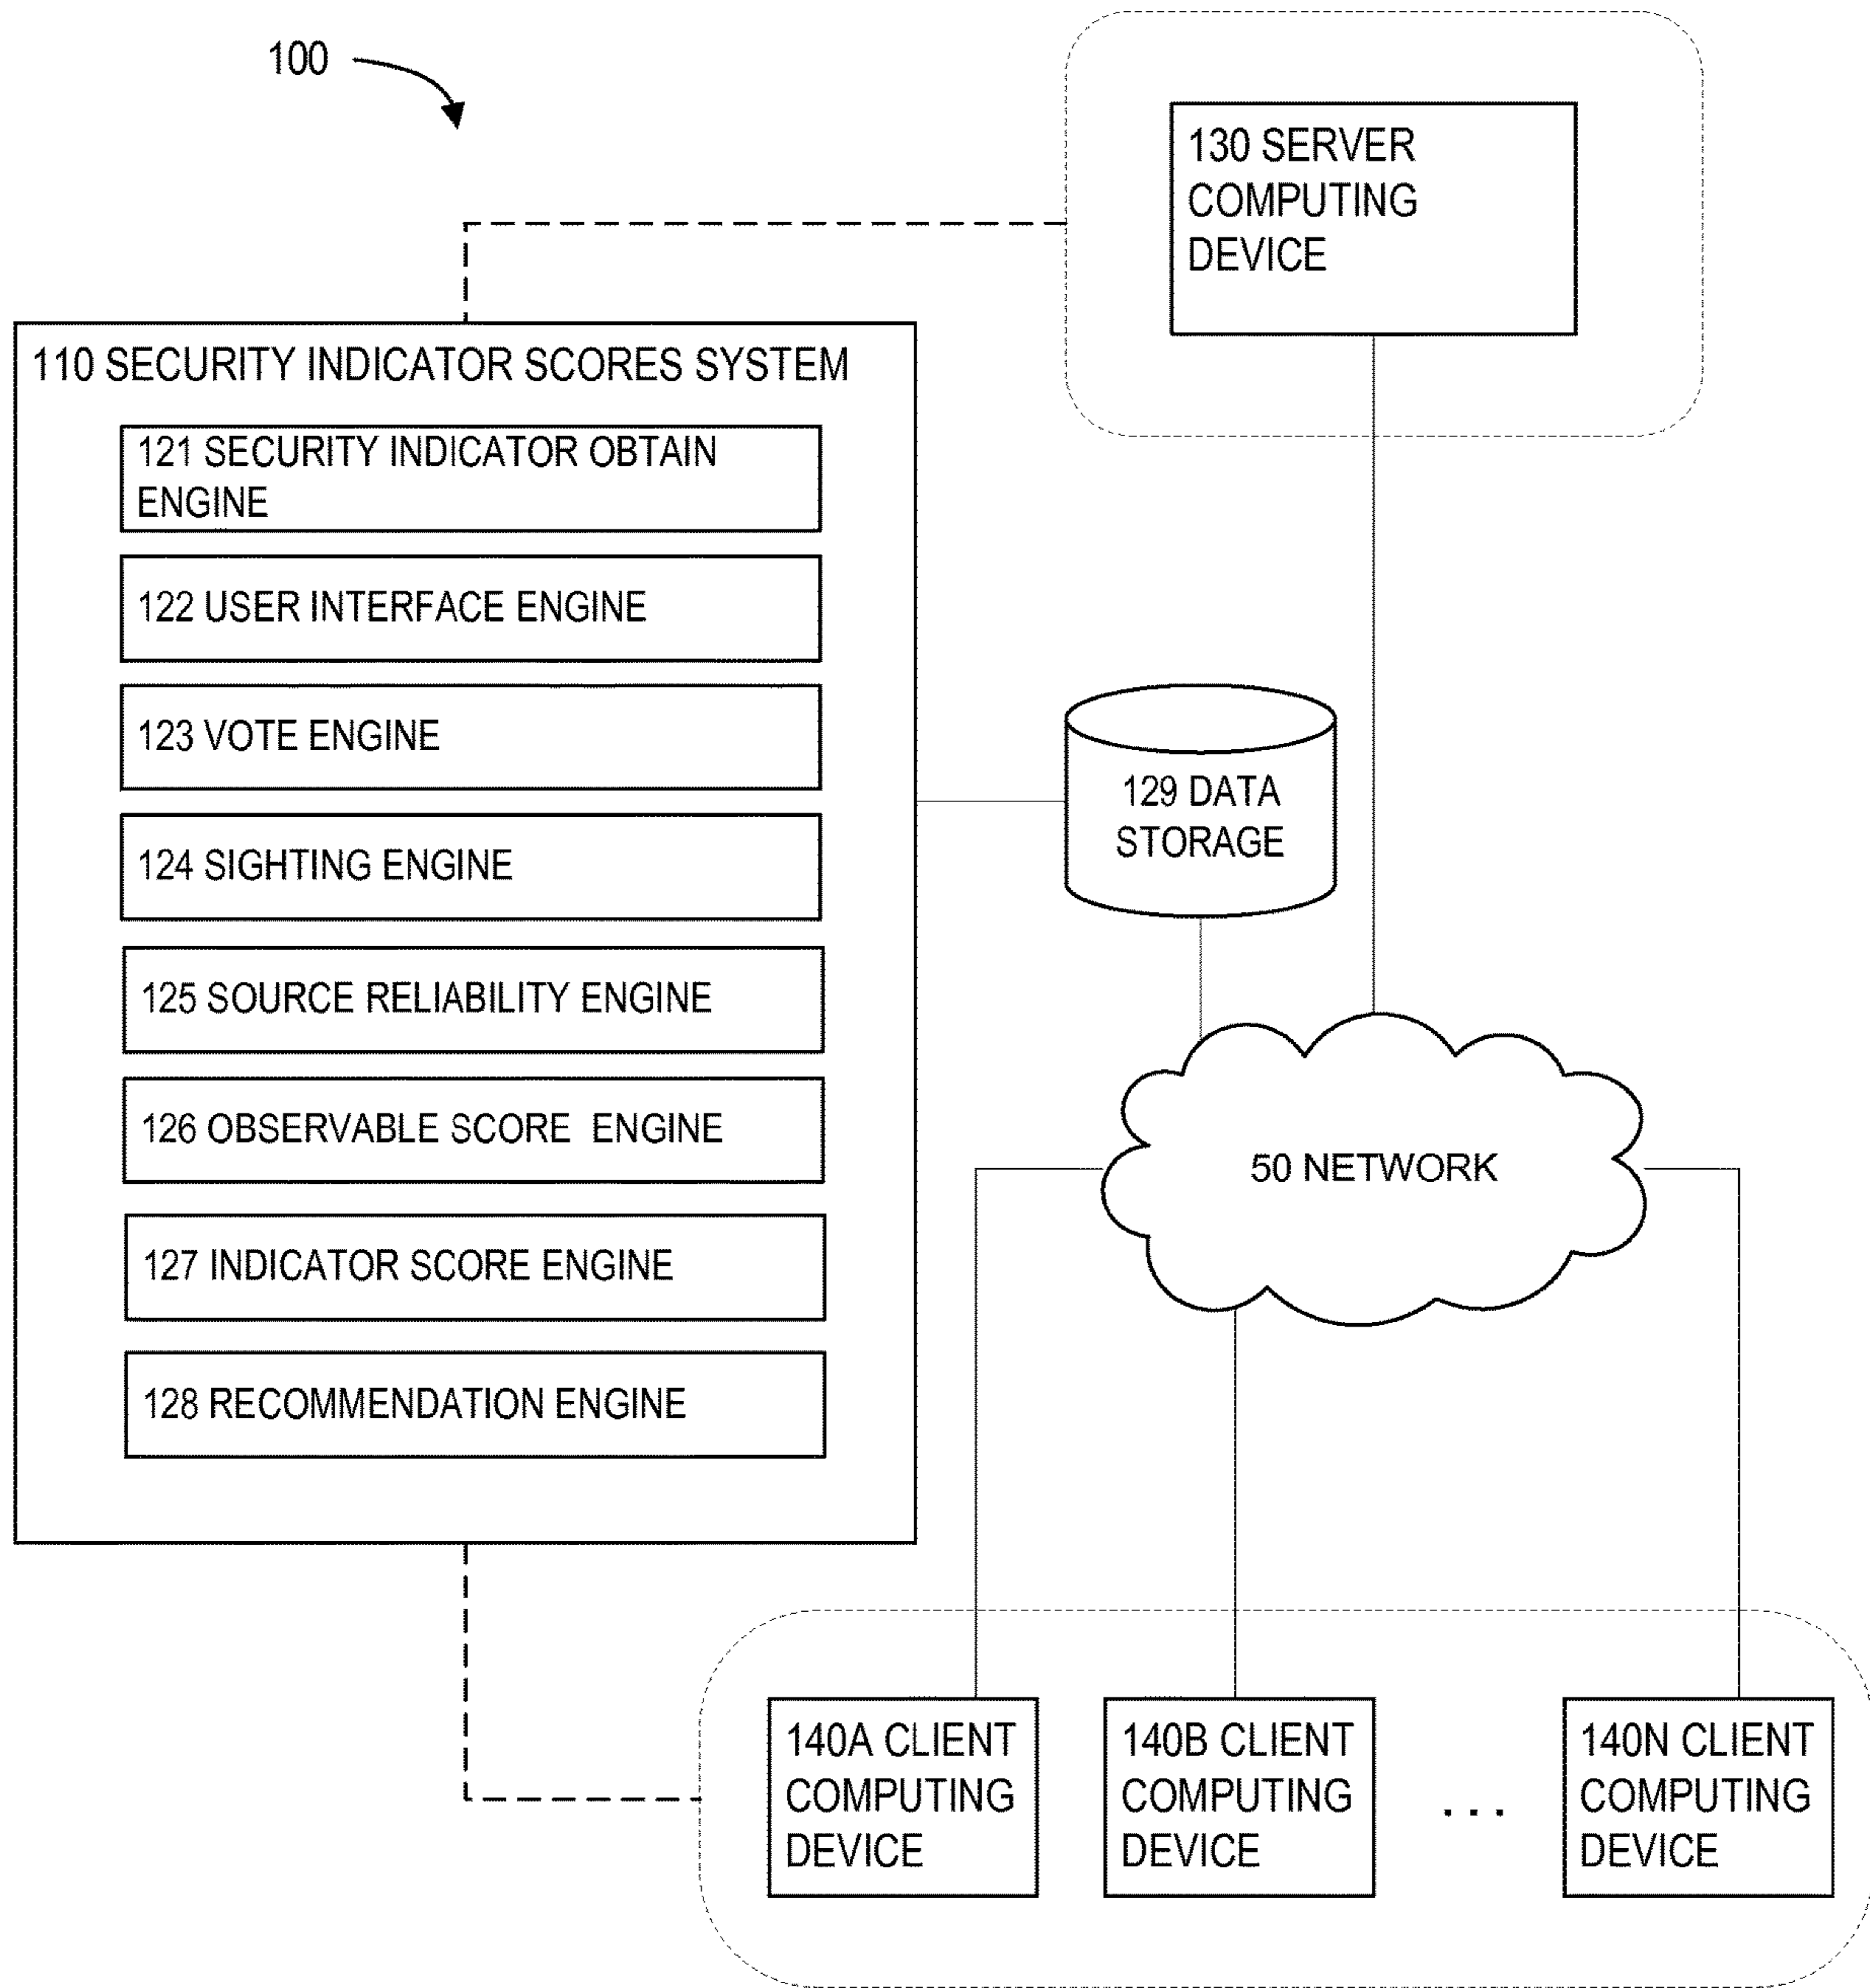 100
130 SERVER
COMPUTING
DEVICE
110 SECURITY INDICATOR SCORES SYSTEM
121 SECURITY INDICATOR OBTAIN
ENGINE
122 USER INTERFACE ENGINE
123 VOTE ENGINE
124 SIGHTING ENGINE
125 SOURCE RELIABILITY ENGINE
126 OBSERVABLE SCORE ENGINE
127 INDICATOR SCORE ENGINE
128 RECOMMENDATION ENGINE
129 DATA
STORAGE
50 NETWORK
140A CLIENT
COMPUTING
DEVICE
140B CLIENT
COMPUTING
DEVICE
...
140N CLIENT
COMPUTING
DEVICE